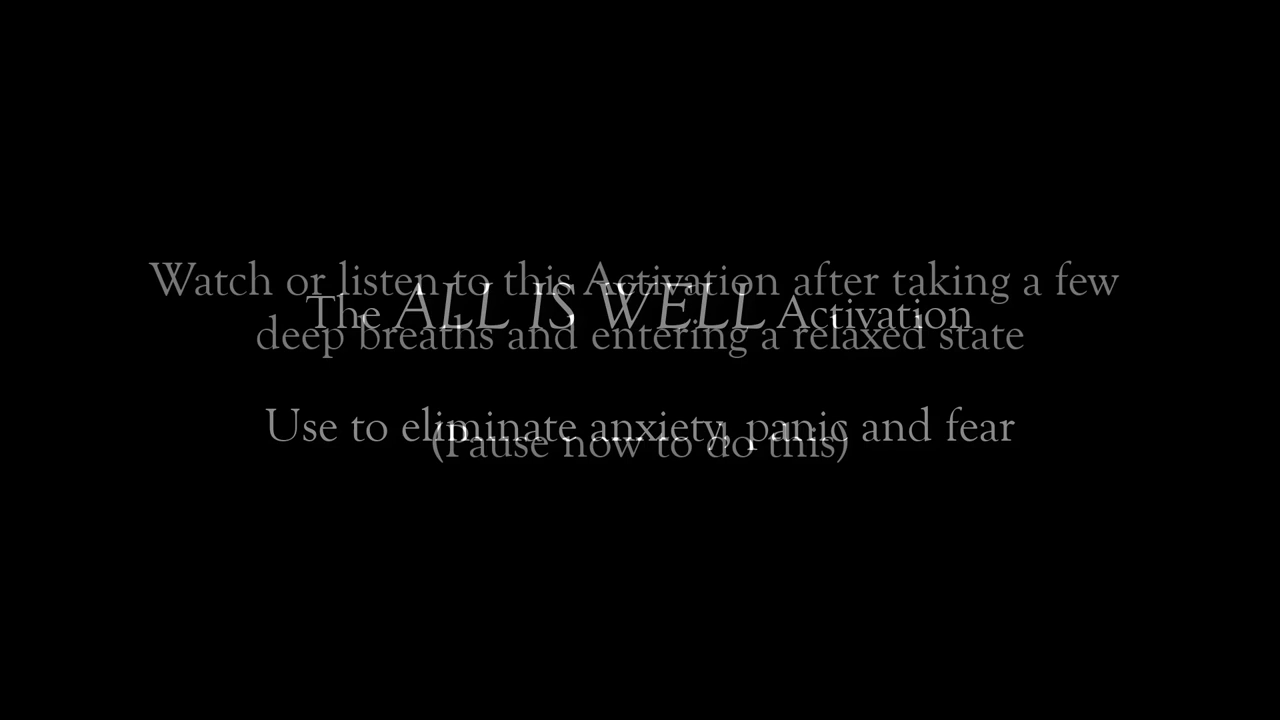 Watch or listen to this Activation after taking a few
The ALL IS WELL Activation
deep breaths and entering a relaxed state
Use to eliminate anxiety, panic and fear
(Pause now to do this)